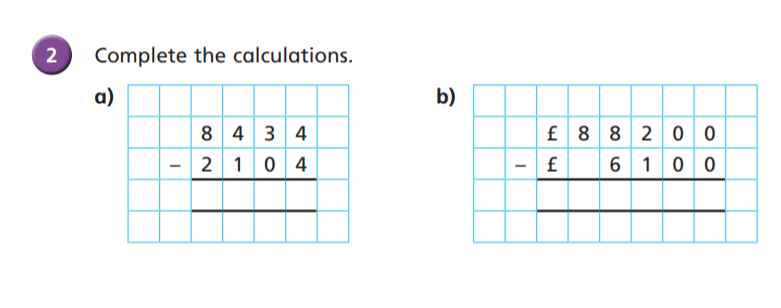 2 Complete the calculations.
a) b)
8 4 3 4 £ 8 8 2 0 0
– 2 1 0 4 – £ 6 1 0 0